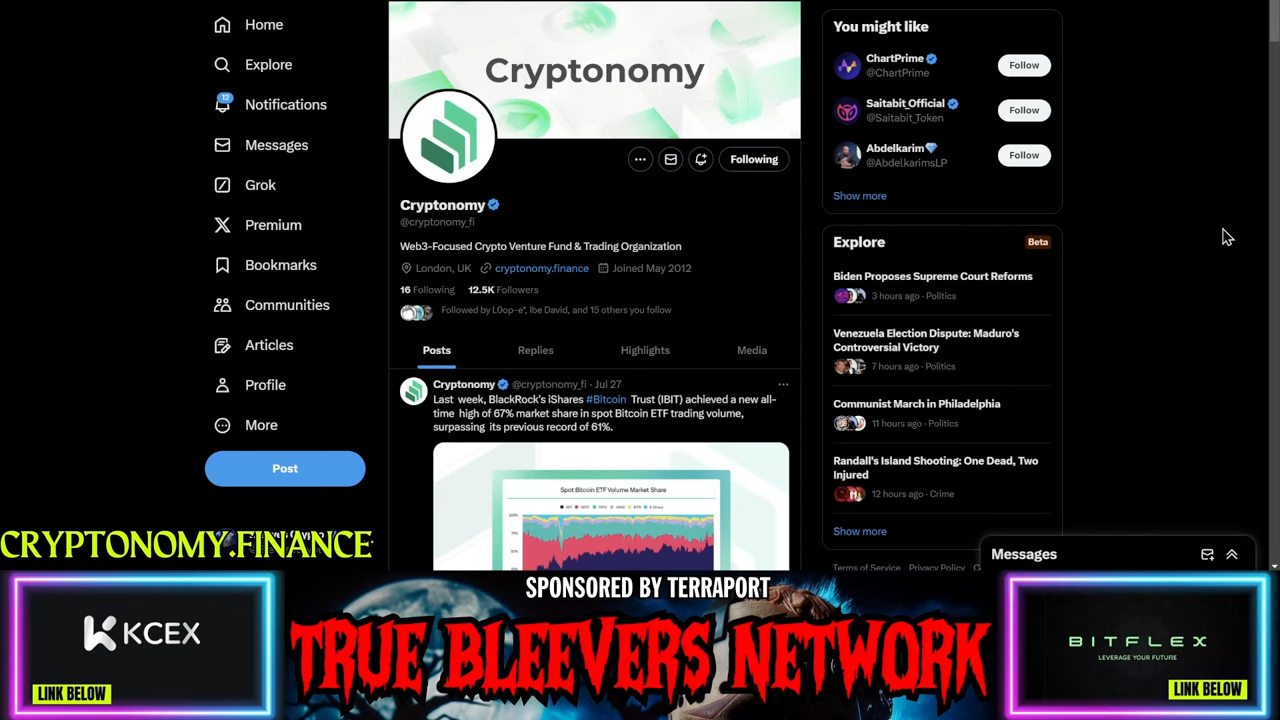 Home
Explore
12
Notifications
Messages
Grok
Premium
Bookmarks
Communities
Articles
Profile
More
Post
Cryptonomy
Following
Cryptonomy
@cryptonomy_fi
Web3-Focused Crypto Venture Fund & Trading Organization
London, UK cryptonomy.finance Joined May 2012
16 Following 12.5K Followers
Followed by L0op-e*, Ibe David, and 15 others you follow
Posts Replies Highlights Media
Cryptonomy @cryptonomy_fi · Jul 27
Last week, BlackRock's iShares #Bitcoin Trust (IBIT) achieved a new all-
time high of 67% market share in spot Bitcoin ETF trading volume,
surpassing its previous record of 61%.
Spot Bitcoin ETF Volume Market Share
100%
You might like
ChartPrime
@ChartPrime
Follow
Saitabit_Official
@Saitabit_Token
Follow
Abdelkarim
@AbdelkarimsLP
Follow
Show more
Explore Beta
Biden Proposes Supreme Court Reforms
3 hours ago · Politics
Venezuela Election Dispute: Maduro's
Controversial Victory
7 hours ago · Politics
Communist March in Philadelphia
11 hours ago · Politics
Randall's Island Shooting: One Dead, Two
Injured
12 hours ago · Crime
Show more
Terms of Service Privacy Policy
Messages
CRYPTONOMY.FINANCE
KCEX
LINK BELOW
SPONSORED BY TERRAPORT
TRUE BLEEVERS NETWORK
BITFLEX
LEVERAGE YOUR FUTURE
LINK BELOW